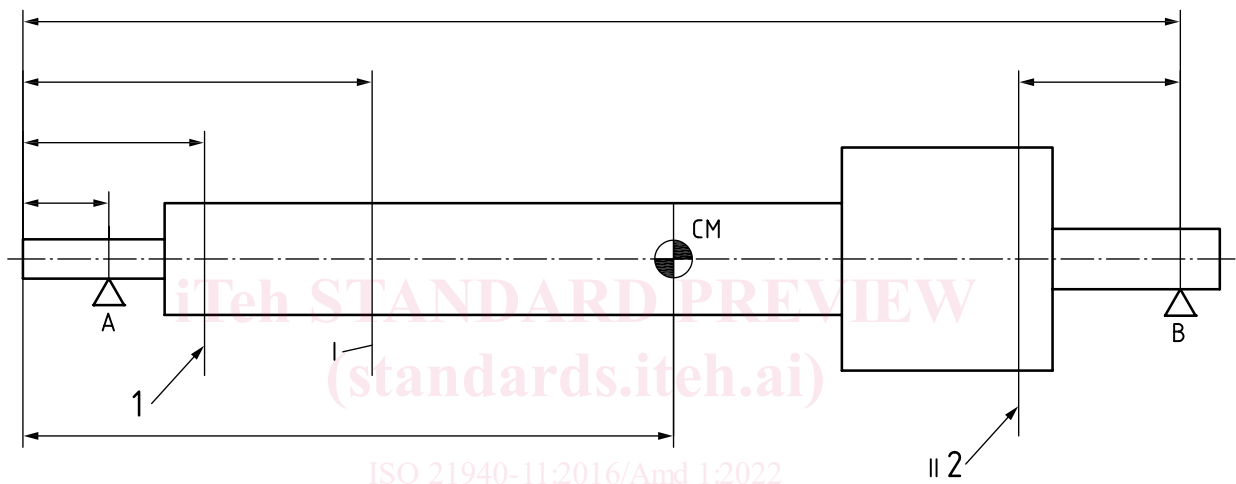 CM
iTeh STANDARD PREVIEW
A
B
I
(standards.iteh.ai)
1
II 2
ISO 21940-11:2016/Amd 1:2022